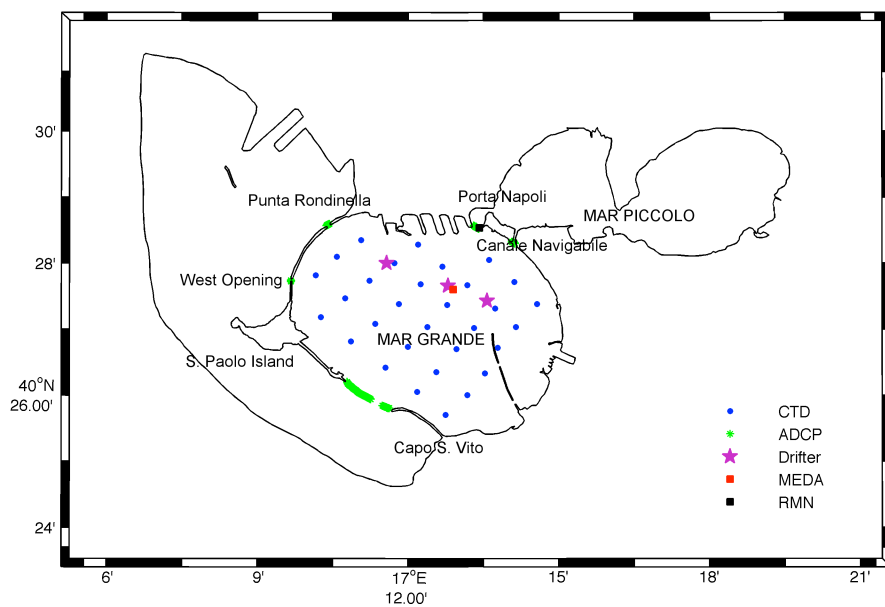 30'
28'
40°N
26.00'
24'
Punta Rondinella
Porta Napoli
MAR PICCOLO
Canale Navigabile
West Opening
MAR GRANDE
S. Paolo Island
Capo S. Vito
CTD
ADCP
Drifter
MEDA
RMN
6'
9'
17°E
12.00'
15'
18'
21'